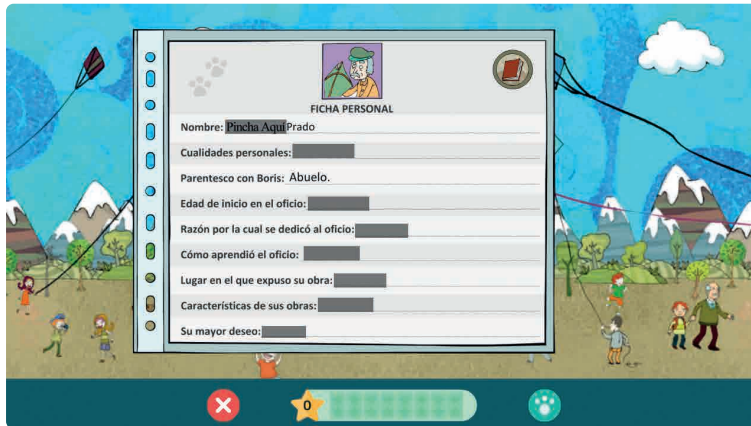 FICHA PERSONAL
Nombre: Pincha Aquí Prado
Cualidades personales:
Parentesco con Boris: Abuelo.
Edad de inicio en el oficio:
Razón por la cual se dedicó al oficio:
Cómo aprendió el oficio:
Lugar en el que expuso su obra:
Características de sus obras:
Su mayor deseo:
0